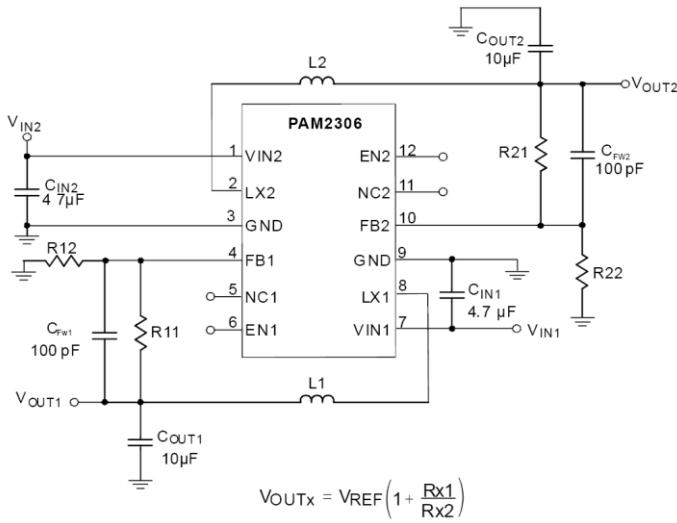 COUT2
10µF
L2
VOUT2
VIN2
PAM2306
1 VIN2 EN2 12
R21
CFW2
100 pF
CIN2
4 7µF
2 LX2 NC2 11
3 GND FB2 10
R12
4 FB1 GND 9
R22
5 NC1 LX1 8
CIN1
4.7 µF
CFw1
100 pF
R11
6 EN1 VIN1 7
VIN1
L1
VOUT1
COUT1
10µF
VOUTx = VREF(1 + Rx1/Rx2)